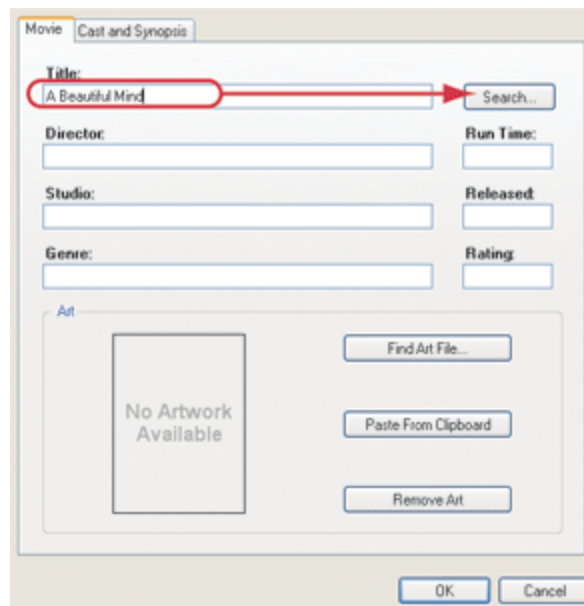 Movie Cast and Synopsis
Title:
A Beautiful Mind Search...
Director: Run Time:
Studio: Released:
Genre: Rating:
Art
Find Art File...
No Artwork
Available
Paste From Clipboard
Remove Art
OK Cancel